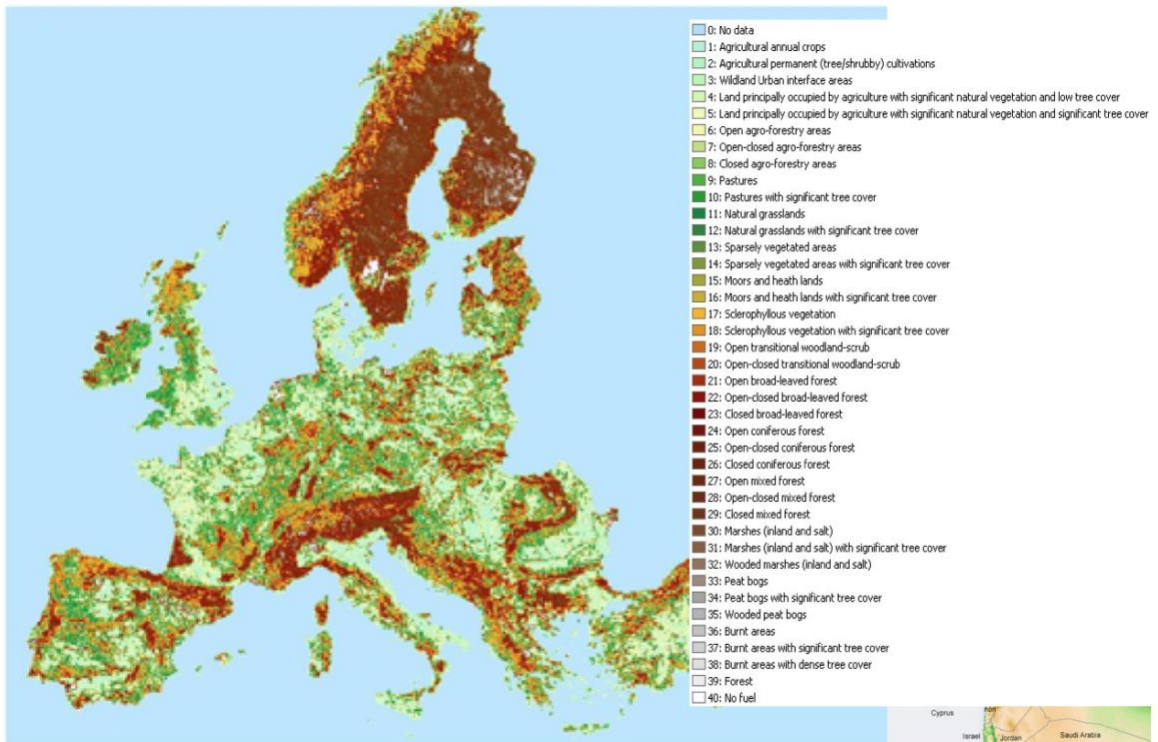 0: No data
1: Agricultural annual crops
2: Agricultural permanent (tree/shrubby) cultivations
3: Wildland Urban interface areas
4: Land principally occupied by agriculture with significant natural vegetation and low tree cover
5: Land principally occupied by agriculture with significant natural vegetation and significant tree cover
6: Open agro-forestry areas
7: Open-closed agro-forestry areas
8: Closed agro-forestry areas
9: Pastures
10: Pastures with significant tree cover
11: Natural grasslands
12: Natural grasslands with significant tree cover
13: Sparsely vegetated areas
14: Sparsely vegetated areas with significant tree cover
15: Moors and heath lands
16: Moors and heath lands with significant tree cover
17: Sclerophyllous vegetation
18: Sclerophyllous vegetation with significant tree cover
19: Open transitional woodland-scrub
20: Open-closed transitional woodland-scrub
21: Open broad-leaved forest
22: Open-closed broad-leaved forest
23: Closed broad-leaved forest
24: Open coniferous forest
25: Open-closed coniferous forest
26: Closed coniferous forest
27: Open mixed forest
28: Open-closed mixed forest
29: Closed mixed forest
30: Marshes (inland and salt)
31: Marshes (inland and salt) with significant tree cover
32: Wooded marshes (inland and salt)
33: Peat bogs
34: Peat bogs with significant tree cover
35: Wooded peat bogs
36: Burnt areas
37: Burnt areas with significant tree cover
38: Burnt areas with dense tree cover
39: Forest
40: No fuel
Cyprus
Israel
Jordan
Saudi Arabia